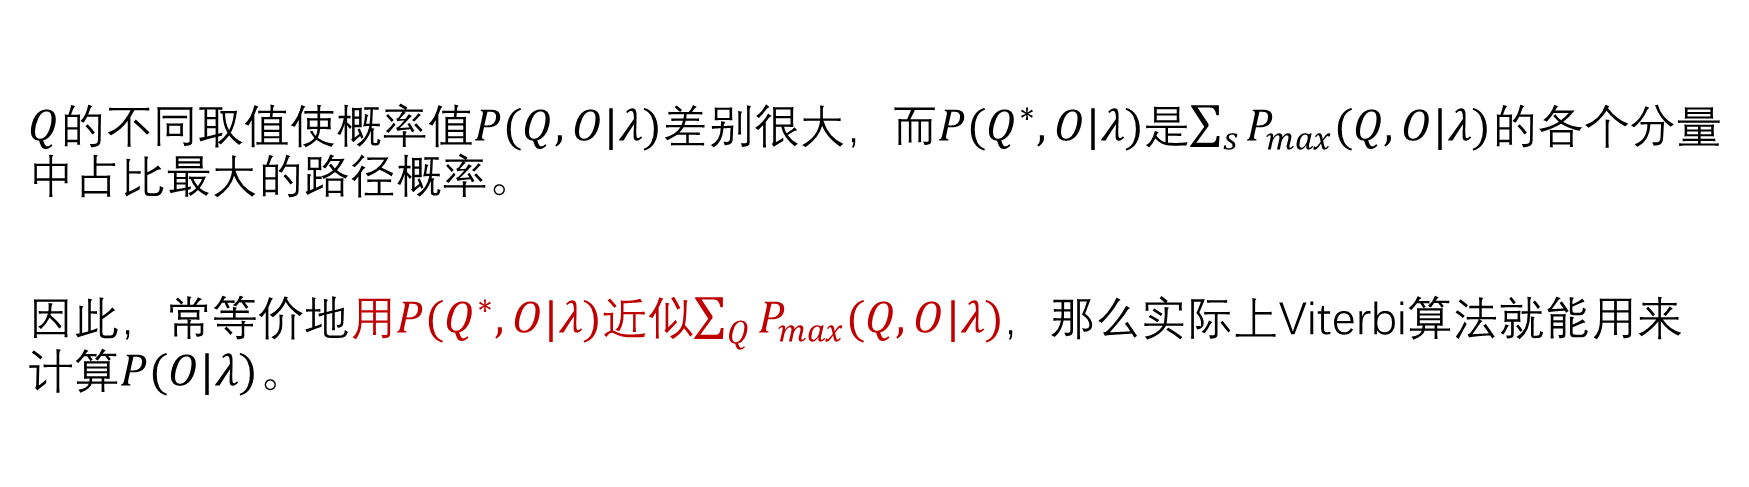 Q的不同取值使概率值P(Q, O|λ)差别很大，而P(Q*, O|λ)是∑ₛ Pₘₐₓ(Q, O|λ)的各个分量
中占比最大的路径概率。
因此，常等价地用P(Q*, O|λ)近似∑_Q Pₘₐₓ(Q, O|λ)，那么实际上Viterbi算法就能用来
计算P(O|λ)。